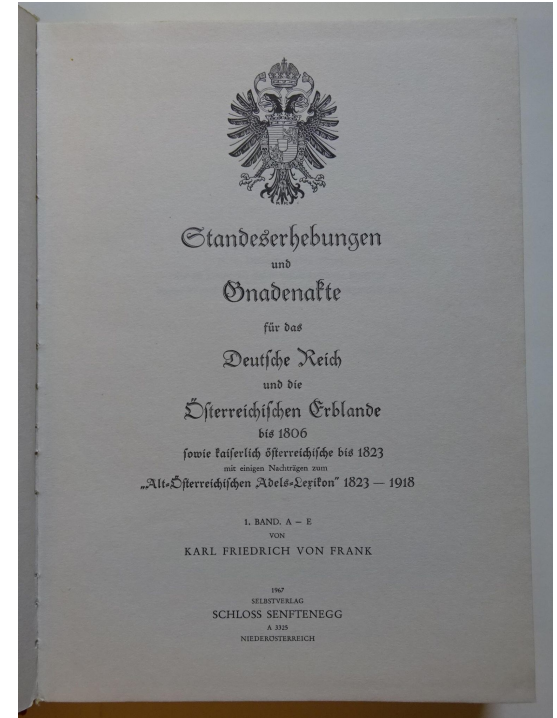 Standeserhebungen
und
Gnadenakte
für das
Deutsche Reich
und die
Österreichischen Erblande
bis 1806
sowie kaiserlich österreichische bis 1823
mit einigen Nachträgen zum
„Alt-Österreichischen Adels-Lexikon" 1823 — 1918
1. BAND. A – E
VON
KARL FRIEDRICH VON FRANK
1967
SELBSTVERLAG
SCHLOSS SENFTENEGG
A 3325
NIEDERÖSTERREICH